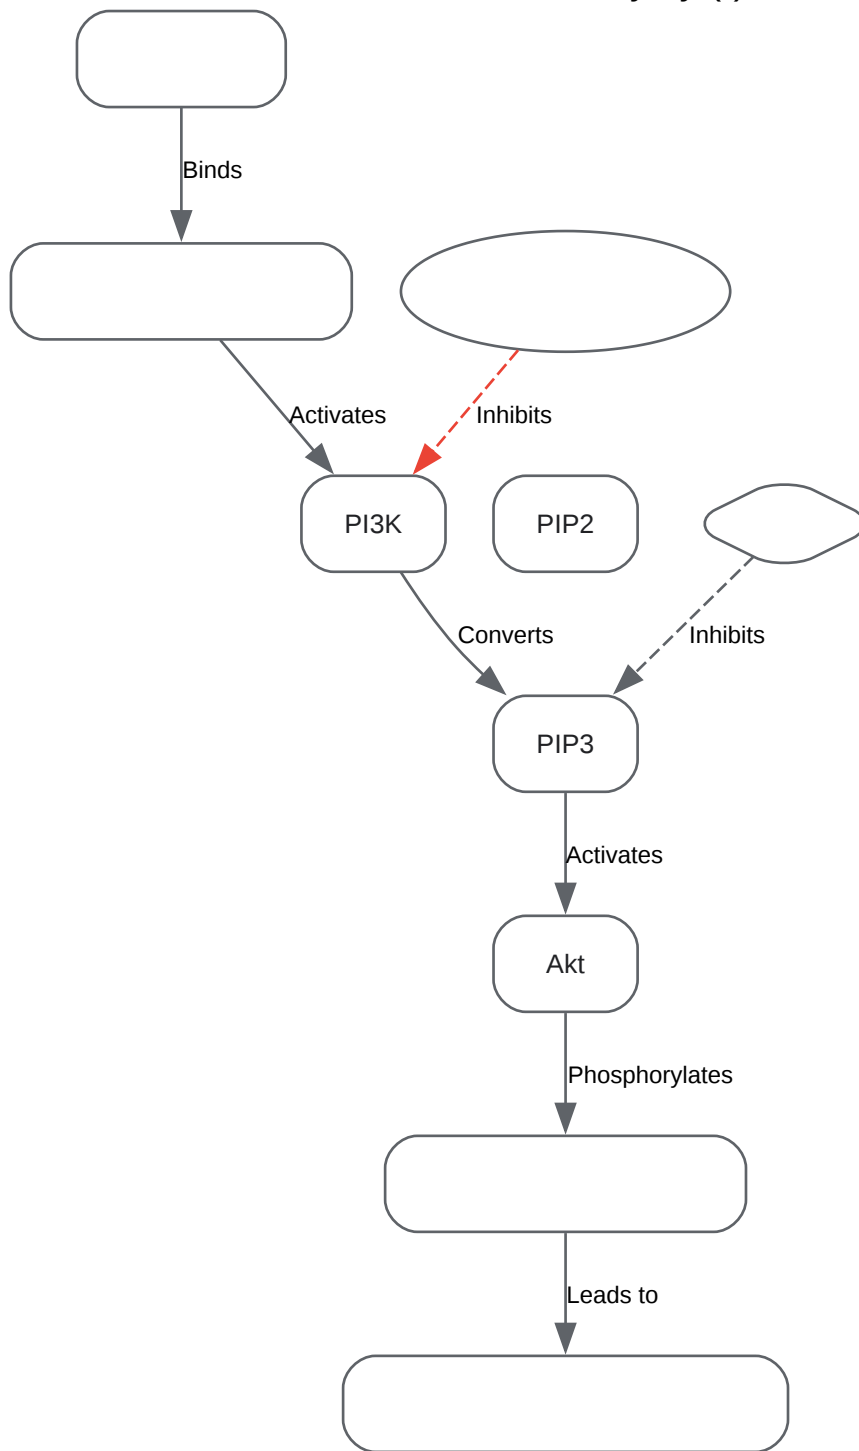 Binds
Activates
Inhibits
PI3K
PIP2
Converts
Inhibits
PIP3
Activates
Akt
Phosphorylates
Leads to